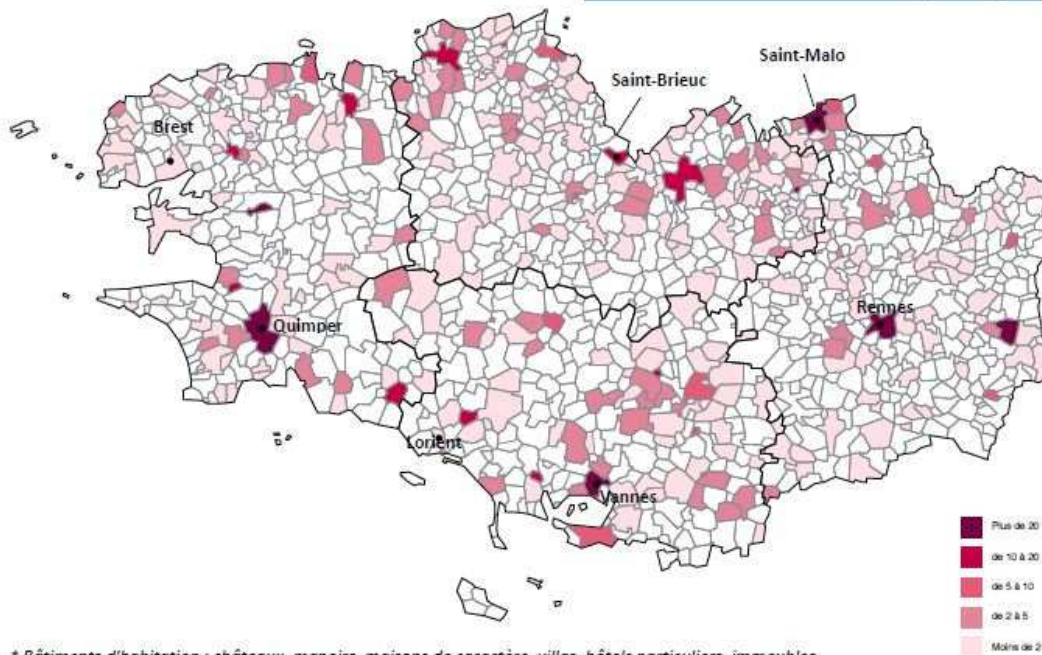 Saint-Malo
Saint-Brieuc
Brest
Rennes
Quimper
Lorient
Vannes
Plus de 20
de 10 à 20
de 5 à 10
de 2 à 5
Moins de 2
* Bâtiments d'habitation : châteaux, manoirs, maisons de caractère, villas, hôtels particuliers, immeubles